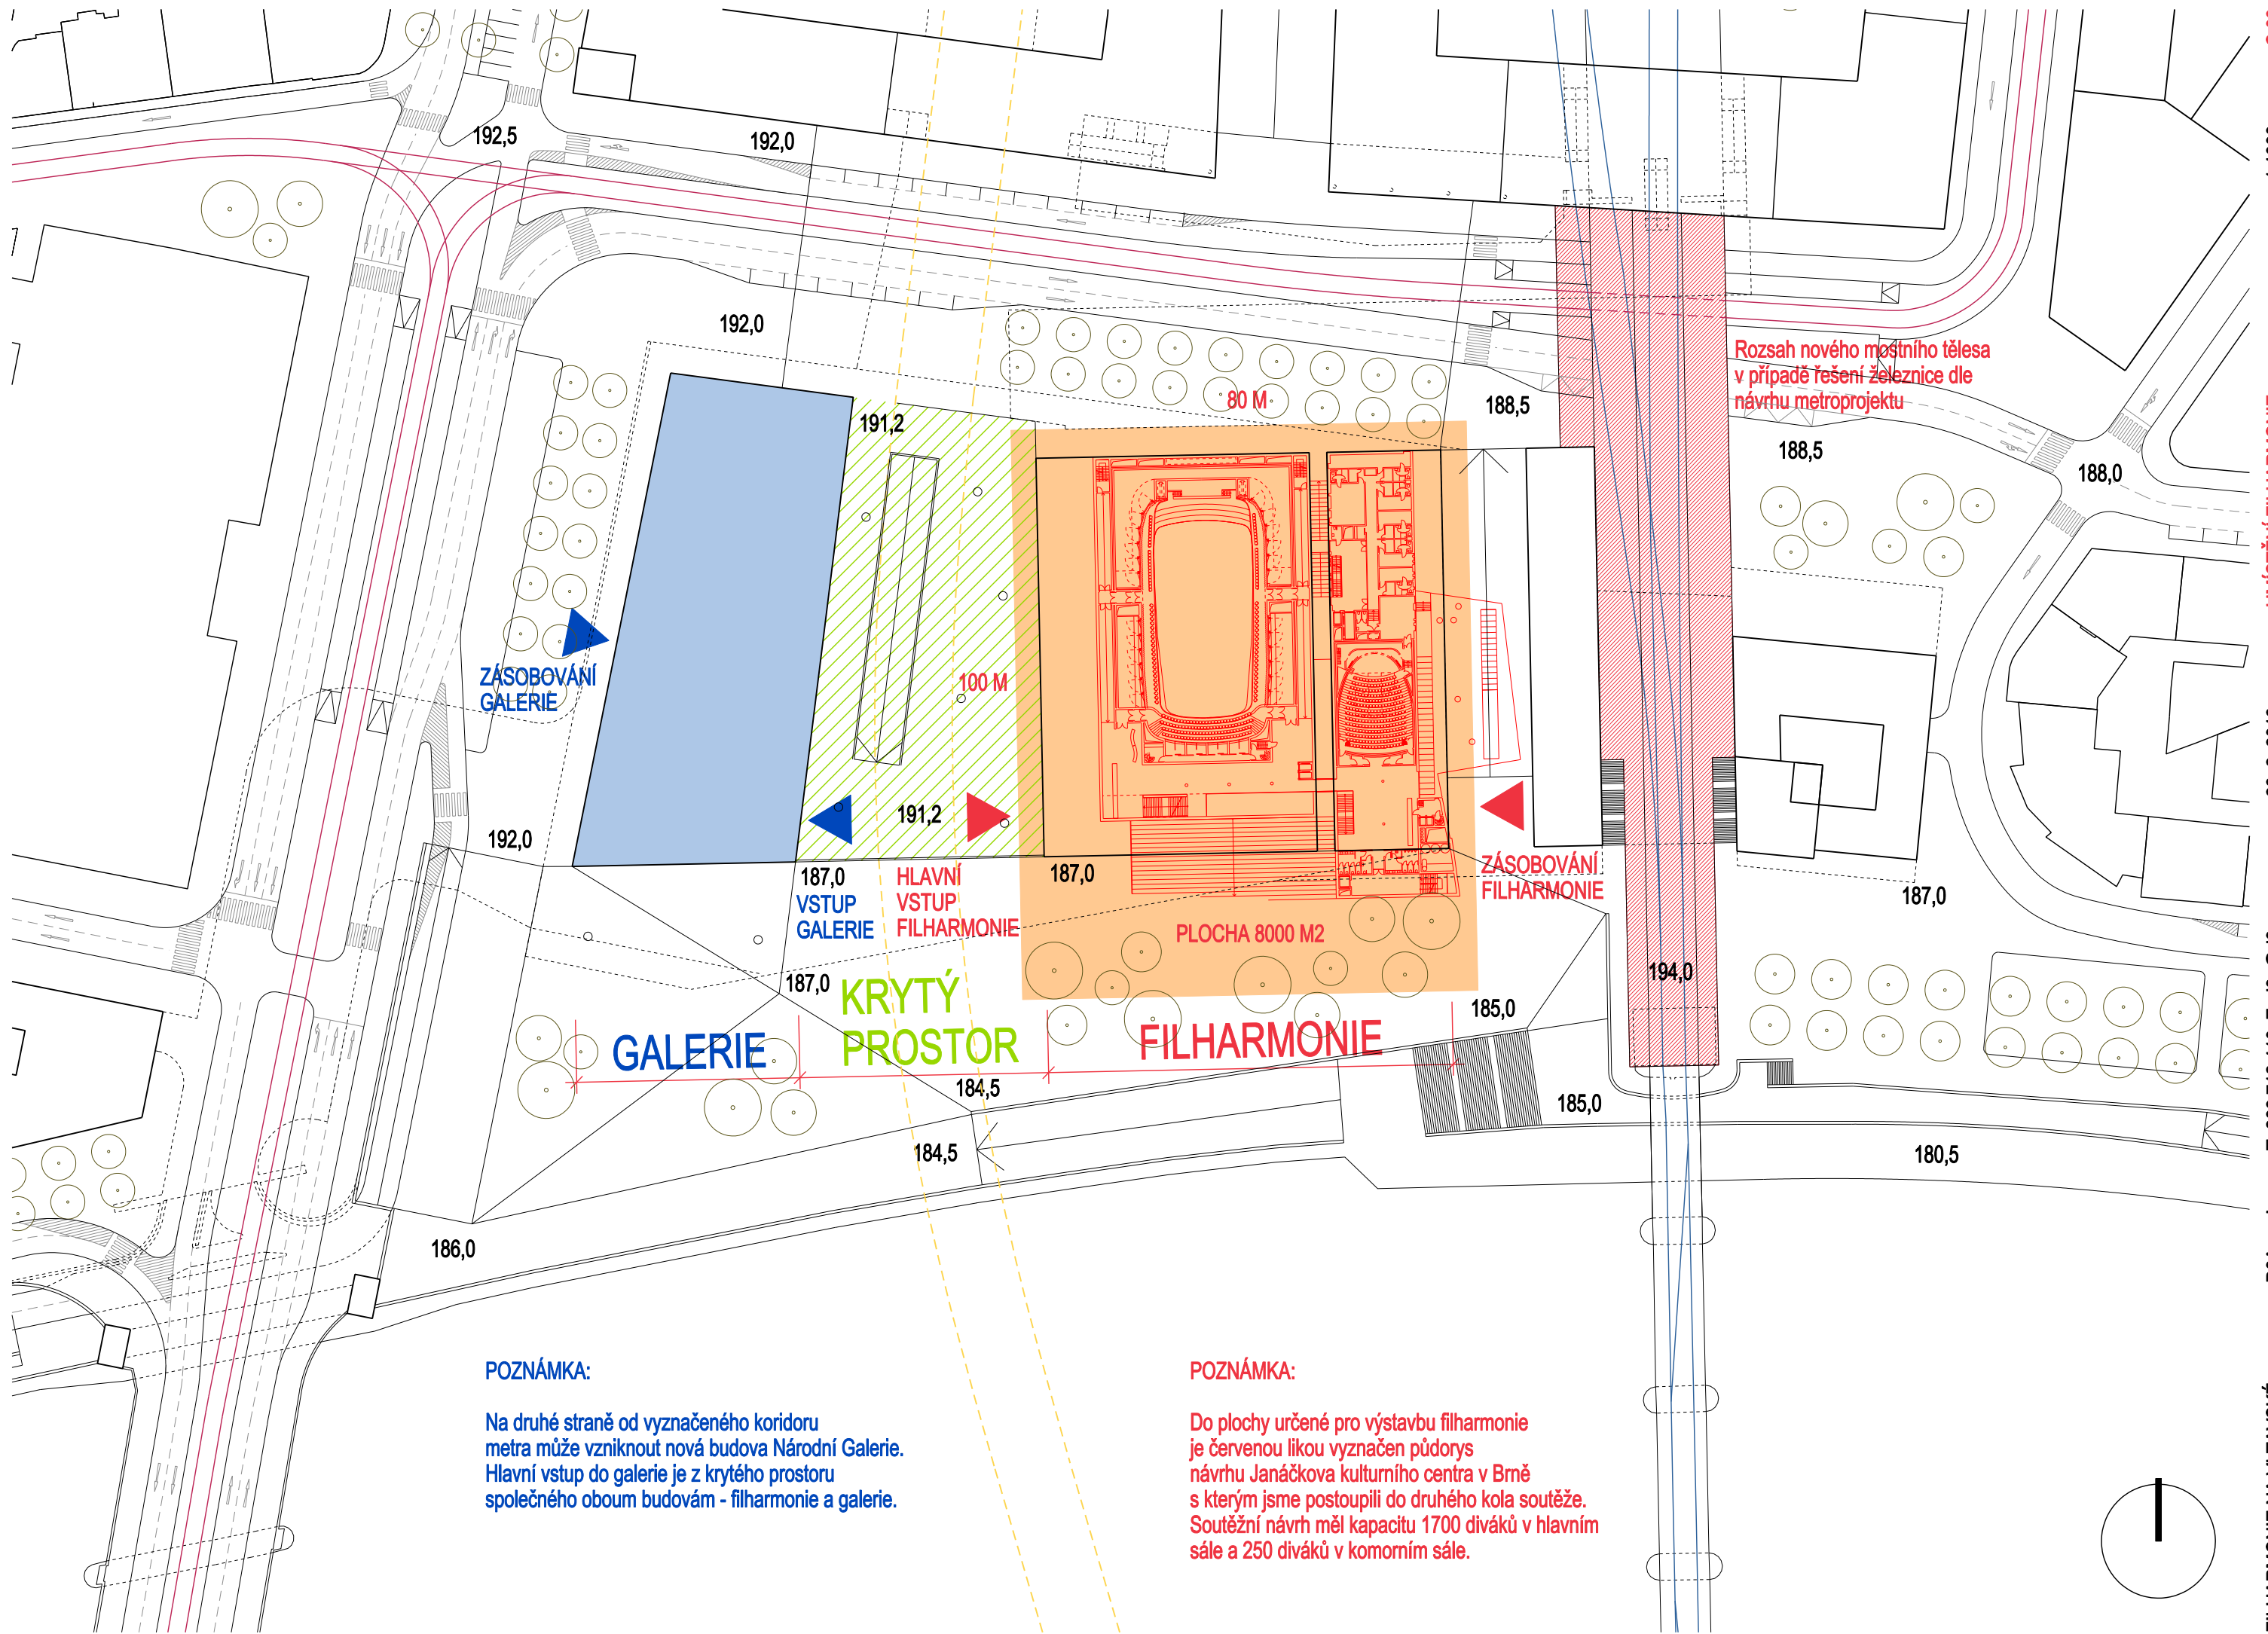 192,5
192,0
192,0
Rozsah nového mostního tělesa
v případě řešení železnice dle
návrhu metroprojektu
80 M
188,5
191,2
188,5
188,0
ZÁSOBOVÁNÍ
GALERIE
100 M
191,2
192,0
187,0
VSTUP
GALERIE
HLAVNÍ
VSTUP
FILHARMONIE
187,0
ZÁSOBOVÁNÍ
FILHARMONIE
187,0
PLOCHA 8000 M2
187,0
194,0
KRYTÝ
PROSTOR
GALERIE
FILHARMONIE
185,0
184,5
185,0
184,5
180,5
186,0
POZNÁMKA:
Na druhé straně od vyznačeného koridoru
metra může vzniknout nová budova Národní Galerie.
Hlavní vstup do galerie je z krytého prostoru
společného oboum budovám - filharmonie a galerie.
POZNÁMKA:
Do plochy určené pro výstavbu filharmonie
je červenou likou vyznačen půdorys
návrhu Janáčkova kulturního centra v Brně
s kterým jsme postoupili do druhého kola soutěže.
Soutěžní návrh měl kapacitu 1700 diváků v hlavním
sále a 250 diváků v komorním sále.